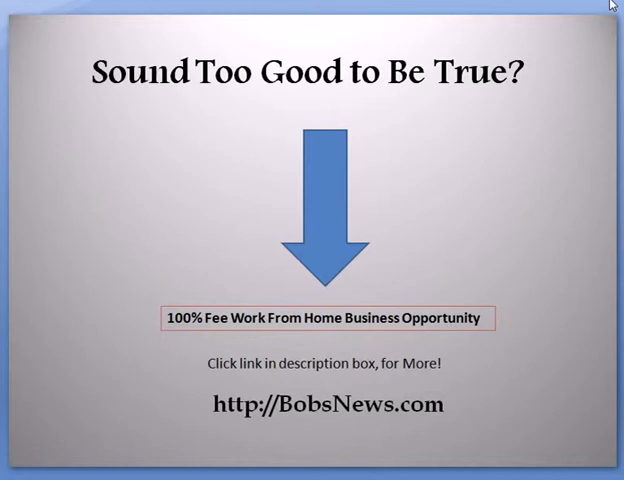 Sound Too Good to Be True?
100% Fee Work From Home Business Opportunity
Click link in description box, for More!
http://BobsNews.com